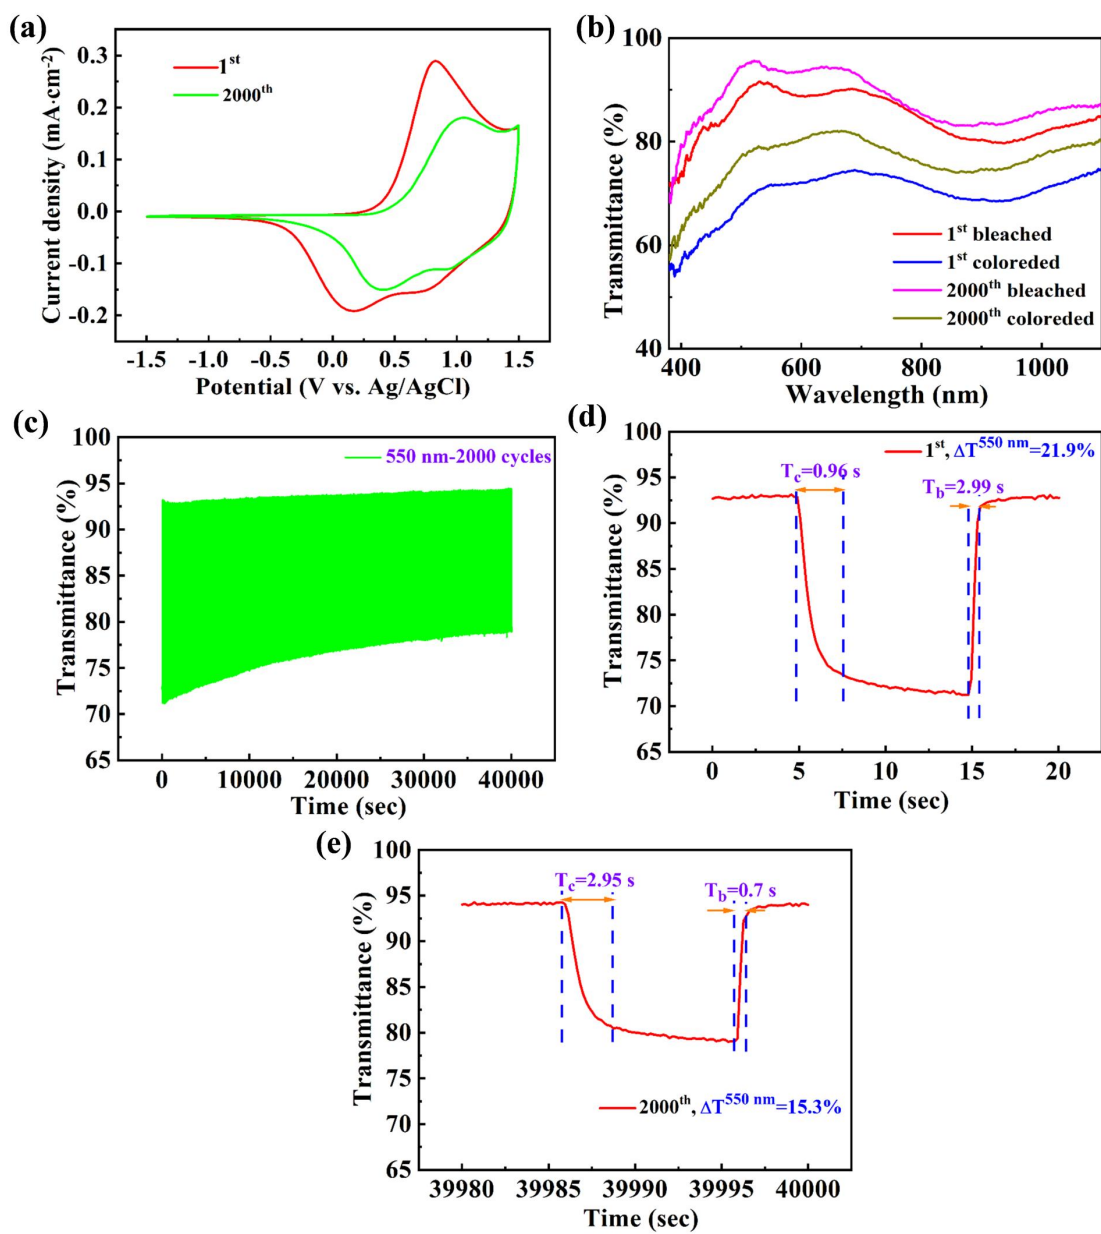 (a)
0.3
0.2
0.1
0.0
-0.1
-0.2
1st
2000th
Current density (mA·cm-2)
-1.5 -1.0 -0.5 0.0 0.5 1.0 1.5
Potential (V vs. Ag/AgCl)
(b)
100
80
60
40
Transmittance (%)
1st bleached
1st coloreded
2000th bleached
2000th coloreded
400 600 800 1000
Wavelength (nm)
(c)
100
95
90
85
80
75
70
65
Transmittance (%)
550 nm-2000 cycles
0 10000 20000 30000 40000
Time (sec)
(d)
100
95
90
85
80
75
70
65
Transmittance (%)
1st, ΔT550 nm=21.9%
Tc=0.96 s
Tb=2.99 s
0 5 10 15 20
Time (sec)
(e)
100
95
90
85
80
75
70
65
Transmittance (%)
Tc=2.95 s
Tb=0.7 s
2000th, ΔT550 nm=15.3%
39980 39985 39990 39995 40000
Time (sec)